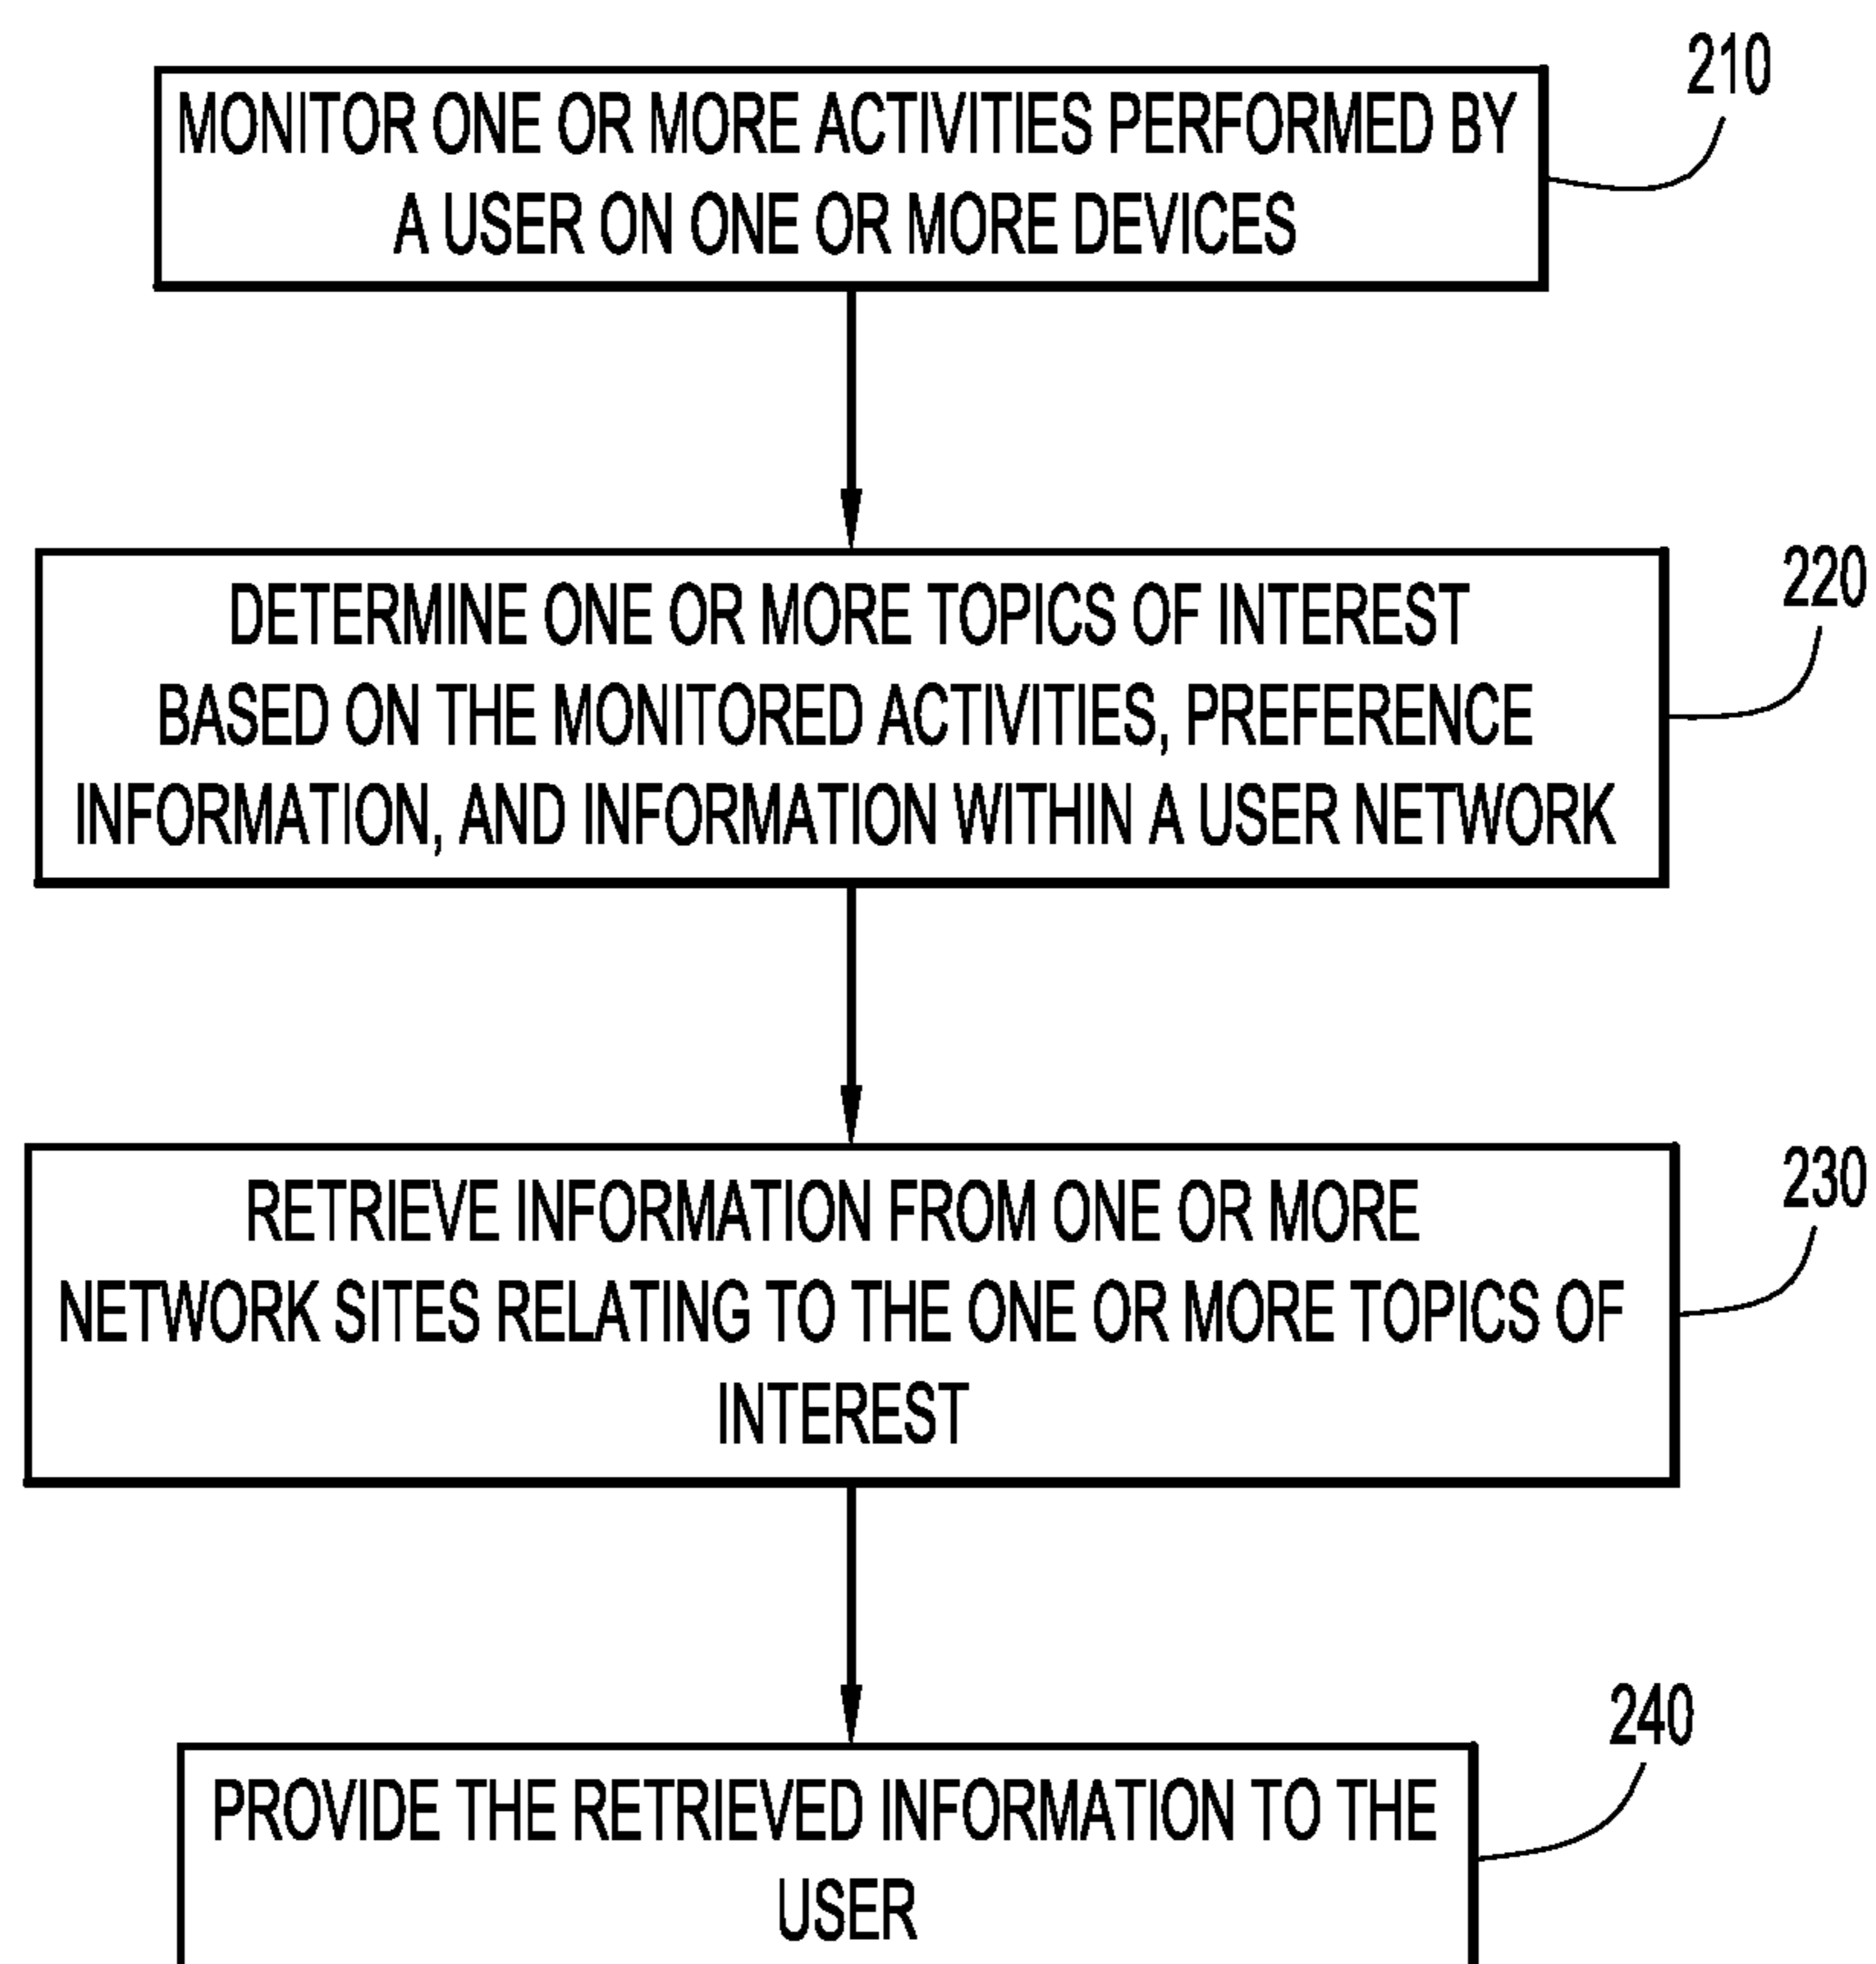 210
MONITOR ONE OR MORE ACTIVITIES PERFORMED BY
A USER ON ONE OR MORE DEVICES
220
DETERMINE ONE OR MORE TOPICS OF INTEREST
BASED ON THE MONITORED ACTIVITIES, PREFERENCE
INFORMATION, AND INFORMATION WITHIN A USER NETWORK
230
RETRIEVE INFORMATION FROM ONE OR MORE
NETWORK SITES RELATING TO THE ONE OR MORE TOPICS OF
INTEREST
240
PROVIDE THE RETRIEVED INFORMATION TO THE
USER